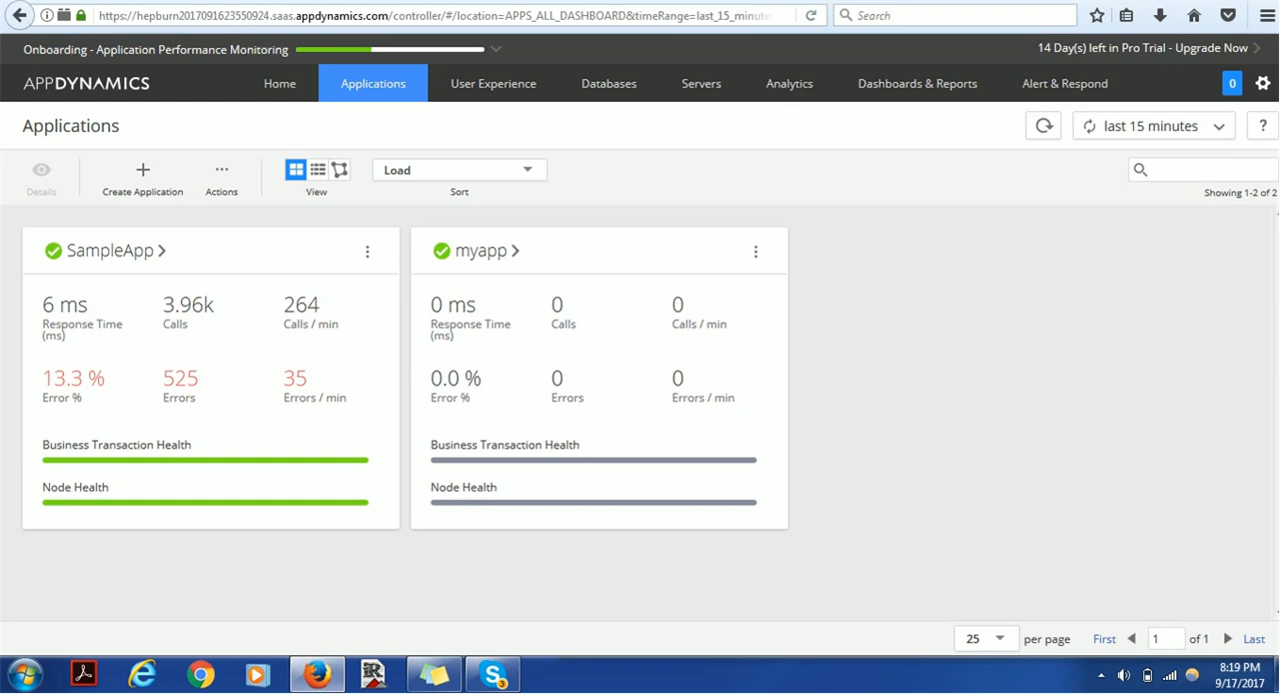 https://hepburn2017091623550924.saas.appdynamics.com/controller/#/location=APPS_ALL_DASHBOARD&timeRange=last_15_minute
Search
Onboarding - Application Performance Monitoring
14 Day(s) left in Pro Trial - Upgrade Now
APPDYNAMICS Home Applications User Experience Databases Servers Analytics Dashboards & Reports Alert & Respond 0
Applications
last 15 minutes
?
Details
Create Application
Actions
View
Load
Sort
Showing 1-2 of 2
SampleApp
6 ms 3.96k 264
Response Time Calls Calls / min
(ms)
13.3 % 525 35
Error % Errors Errors / min
Business Transaction Health
Node Health
myapp
0 ms 0 0
Response Time Calls Calls / min
(ms)
0.0 % 0 0
Error % Errors Errors / min
Business Transaction Health
Node Health
25 per page First 1 of 1 Last
3
8:19 PM
9/17/2017